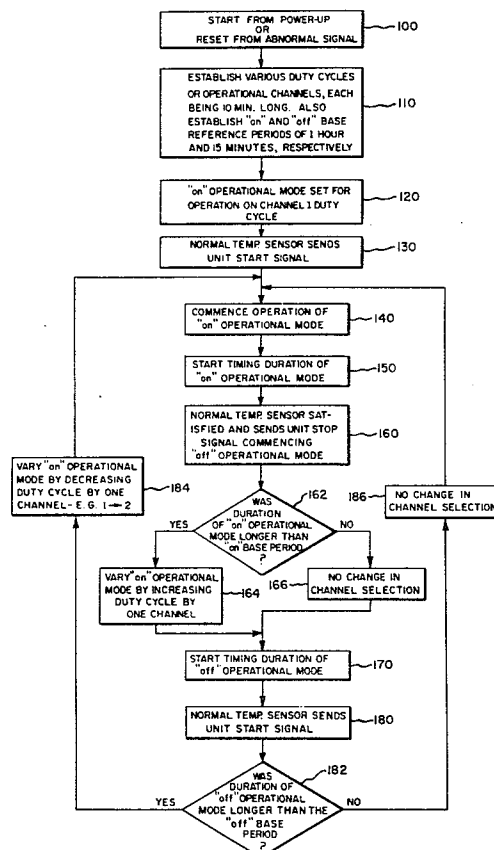 START FROM POWER-UP
OR
RESET FROM ABNORMAL SIGNAL
100
ESTABLISH VARIOUS DUTY CYCLES
OR OPERATIONAL CHANNELS, EACH
BEING 10 MIN. LONG. ALSO
ESTABLISH "on" AND "off" BASE
REFERENCE PERIODS OF 1 HOUR
AND 15 MINUTES, RESPECTIVELY
110
"on" OPERATIONAL MODE SET FOR
OPERATION ON CHANNEL 1 DUTY
CYCLE
120
NORMAL TEMP. SENSOR SENDS
UNIT START SIGNAL
130
COMMENCE OPERATION OF
"on" OPERATIONAL MODE
140
START TIMING DURATION OF
"on" OPERATIONAL MODE
150
NORMAL TEMP. SENSOR SAT-
ISFIED AND SENDS UNIT STOP
SIGNAL COMMENCING
"off" OPERATIONAL MODE
160
VARY "on" OPERATIONAL
MODE BY DECREASING
DUTY CYCLE BY ONE
CHANNEL- E.G. 1→2
184
WAS
DURATION
OF "on" OPERATIONAL
MODE LONGER THAN
"on" BASE PERIOD
?
162
YES
NO
186
NO CHANGE IN
CHANNEL SELECTION
VARY "on" OPERATIONAL
MODE BY INCREASING
DUTY CYCLE BY
ONE CHANNEL
164
166
NO CHANGE IN
CHANNEL SELECTION
START TIMING DURATION OF
"off" OPERATIONAL MODE
170
NORMAL TEMP. SENSOR SENDS
UNIT START SIGNAL
180
WAS
DURATION OF
"off" OPERATIONAL
MODE LONGER THAN THE
"off" BASE
PERIOD
?
182
YES
NO